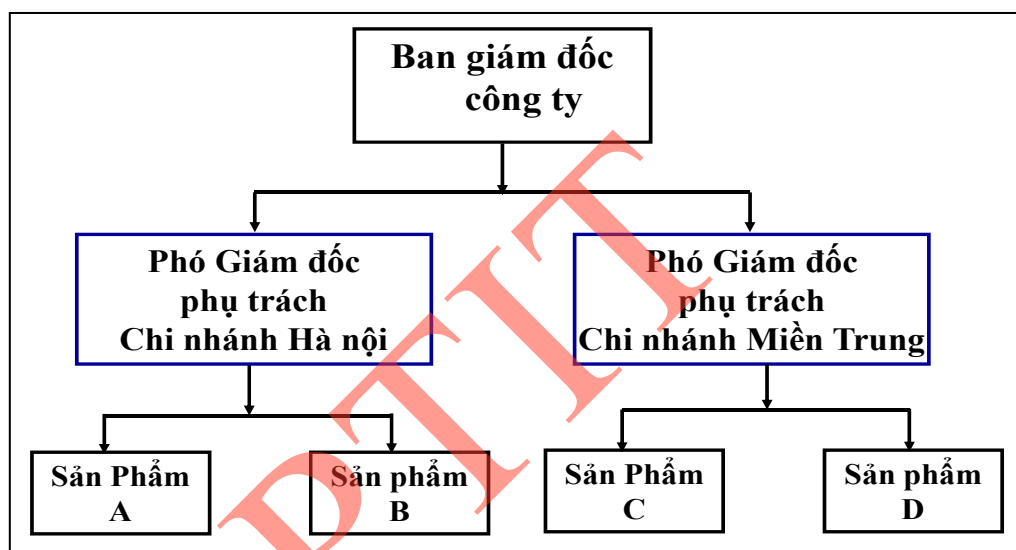 Ban giám đốc
công ty
Phó Giám đốc
phụ trách
Chi nhánh Hà nội
Phó Giám đốc
phụ trách
Chi nhánh Miền Trung
Sản Phẩm
A
Sản phẩm
B
Sản Phẩm
C
Sản phẩm
D
PTIT